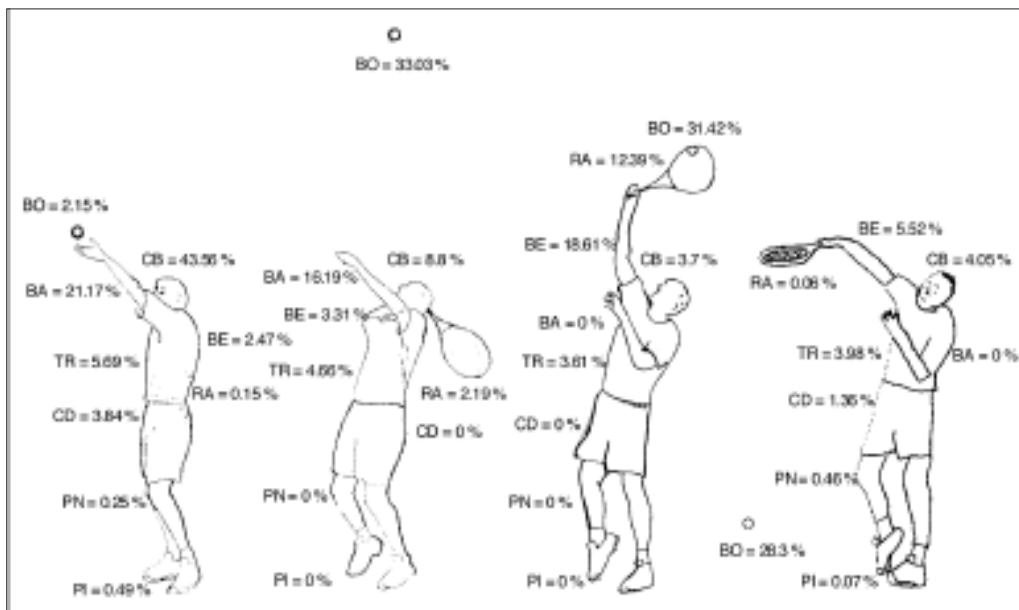 BO = 33.03 %
BO = 31.42 %
RA = 12.39 %
BO = 2.15 %
CB = 43.56 %
BA = 21.17 %
BE = 2.47 %
TR = 5.69 %
RA = 0.15 %
CD = 3.84 %
PN = 0.25 %
PI = 0.49 %
BA = 16.19 %
CB = 8.8 %
BE = 3.31 %
TR = 4.66 %
RA = 2.19 %
CD = 0 %
PN = 0 %
PI = 0 %
BE = 18.61 %
CB = 3.7 %
BA = 0 %
TR = 3.61 %
CD = 0 %
PN = 0 %
PI = 0 %
BE = 5.52 %
CB = 4.05 %
RA = 0.06 %
TR = 3.98 %
BA = 0 %
CD = 1.36 %
PN = 0.46 %
BO = 28.3 %
PI = 0.07 %